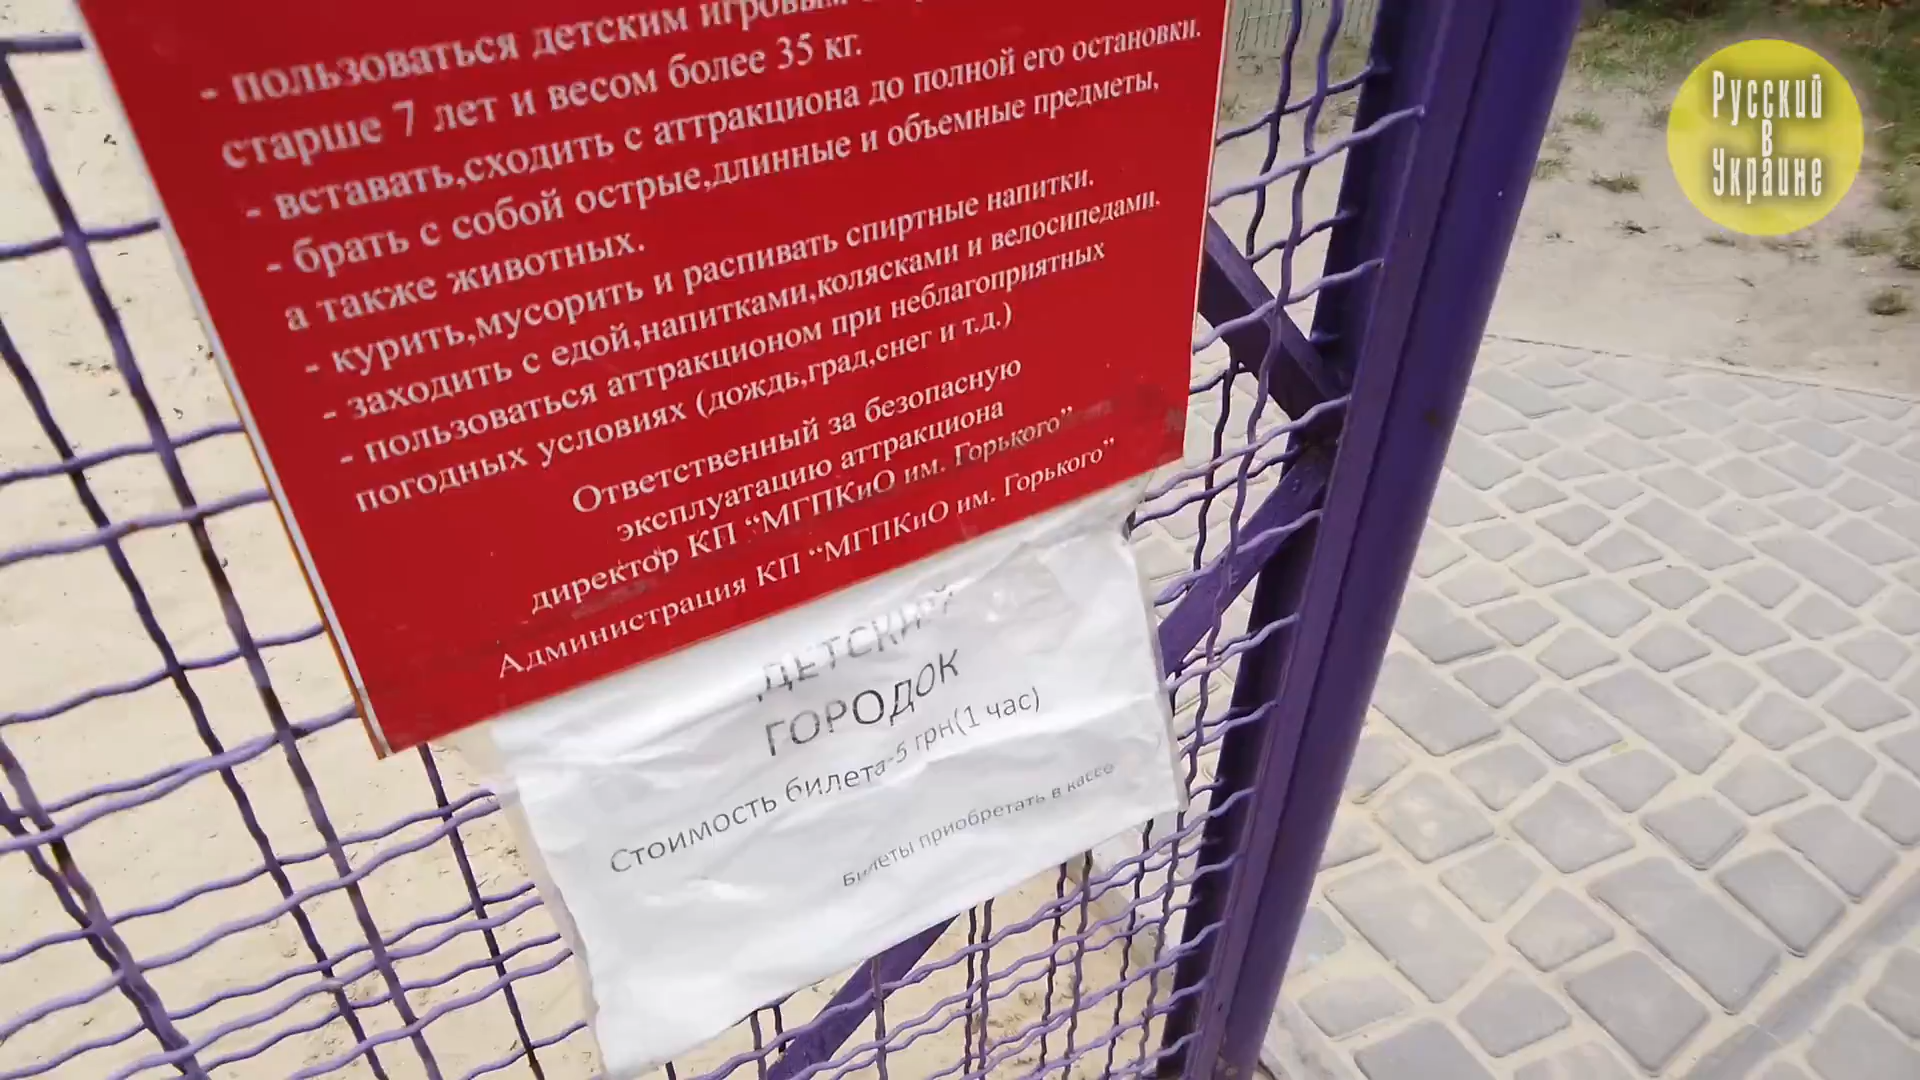 - пользоваться детским игровым
старше 7 лет и весом более 35 кг.
- вставать,сходить с аттракциона до полной его остановки.
- брать с собой острые,длинные и объемные предметы,
а также животных.
- курить,мусорить и распивать спиртные напитки.
- заходить с едой,напитками,колясками и велосипедами.
- пользоваться аттракционом при неблагоприятных
погодных условиях (дождь,град,снег и т.д.)
Ответственный за безопасную
эксплуатацию аттракциона
директор КП “МГПКиО им. Горького”
Администрация КП “МГПКиО им. Горького”
ДЕТСКИЙ
ГОРОДОК
Стоимость билета-5 грн(1 час)
Билеты приобретать в кассе
Русский
в
Украине